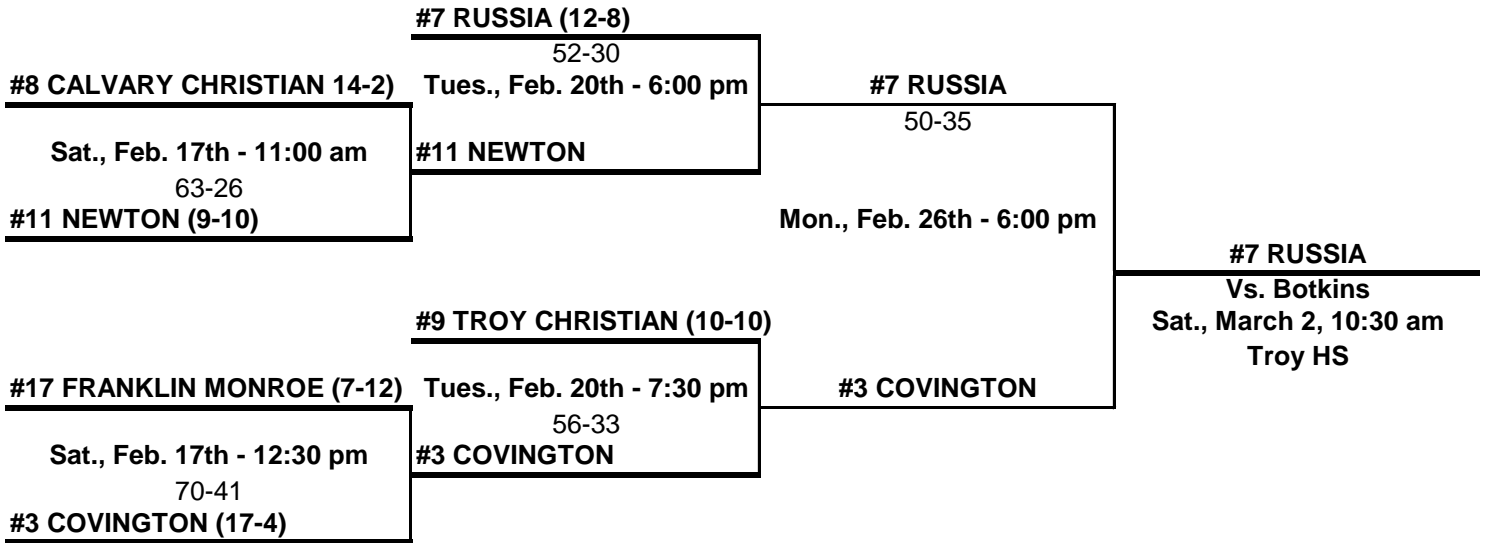 #7 RUSSIA (12-8)
52-30
#8 CALVARY CHRISTIAN 14-2)
Tues., Feb. 20th - 6:00 pm
#7 RUSSIA
50-35
Sat., Feb. 17th - 11:00 am
#11 NEWTON
63-26
#11 NEWTON (9-10)
Mon., Feb. 26th - 6:00 pm
#7 RUSSIA
Vs. Botkins
Sat., March 2, 10:30 am
Troy HS
#9 TROY CHRISTIAN (10-10)
#17 FRANKLIN MONROE (7-12)
Tues., Feb. 20th - 7:30 pm
#3 COVINGTON
56-33
Sat., Feb. 17th - 12:30 pm
#3 COVINGTON
70-41
#3 COVINGTON (17-4)